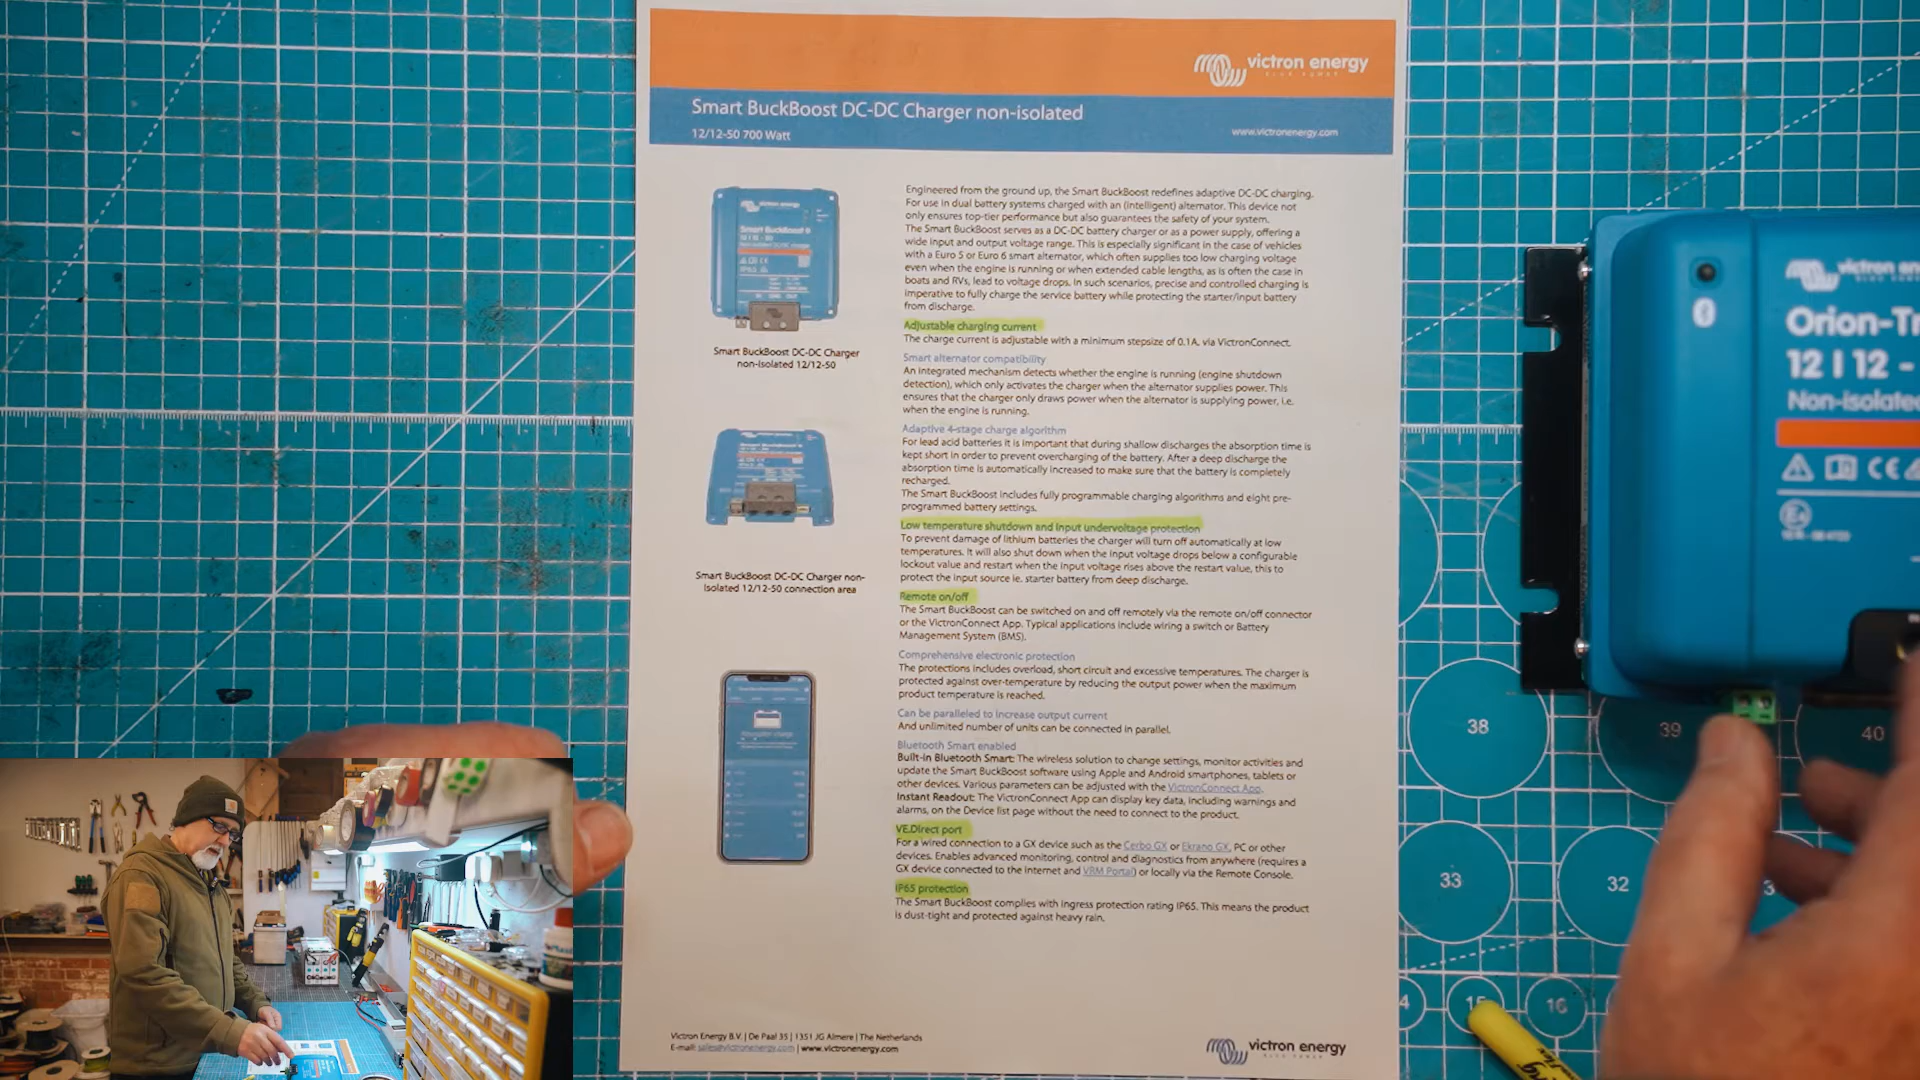 victron energy
BLUE POWER
Smart BuckBoost DC-DC Charger non-isolated
12/12-50 700 Watt
www.victronenergy.com
Engineered from the ground up, the Smart BuckBoost redefines adaptive DC-DC charging.
For use in dual battery systems charged with an (intelligent) alternator. This device not
only ensures top-tier performance but also guarantees the safety of your system.
The Smart BuckBoost serves as a DC-DC battery charger or as a power supply, offering a
wide input and output voltage range. This is especially significant in the case of vehicles
with a Euro 5 or Euro 6 smart alternator, which often supplies too low charging voltage
even when the engine is running or when extended cable lengths, as is often the case in
boats and RVs, lead to voltage drops. In such scenarios, precise and controlled charging is
imperative to fully charge the service battery while protecting the starter/input battery
from discharge.
Adjustable charging current
The charge current is adjustable with a minimum stepsize of 0.1A, via VictronConnect.
Smart alternator compatibility
An integrated mechanism detects whether the engine is running (engine shutdown
detection), which only activates the charger when the alternator supplies power. This
ensures that the charger only draws power when the alternator is supplying power, i.e.
when the engine is running.
Adaptive 4-stage charge algorithm
For lead acid batteries it is important that during shallow discharges the absorption time is
kept short in order to prevent overcharging of the battery. After a deep discharge the
absorption time is automatically increased to make sure that the battery is completely
recharged.
The Smart BuckBoost includes fully programmable charging algorithms and eight pre-
programmed battery settings.
Low temperature shutdown and input undervoltage protection
To prevent damage of lithium batteries the charger will turn off automatically at low
temperatures. It will also shut down when the input voltage drops below a configurable
lockout value and restart when the input voltage rises above the restart value, this to
protect the input source ie. starter battery from deep discharge.
Remote on/off
The Smart BuckBoost can be switched on and off remotely via the remote on/off connector
or the VictronConnect App. Typical applications include wiring a switch or Battery
Management System (BMS).
Comprehensive electronic protection
The protections includes overload, short circuit and excessive temperatures. The charger is
protected against over-temperature by reducing the output power when the maximum
product temperature is reached.
Can be paralleled to increase output current
And unlimited number of units can be connected in parallel.
Bluetooth Smart enabled
Built-in Bluetooth Smart: The wireless solution to change settings, monitor activities and
update the Smart BuckBoost software using Apple and Android smartphones, tablets or
other devices. Various parameters can be adjusted with the VictronConnect App.
Instant Readout: The VictronConnect App can display key data, including warnings and
alarms, on the Device list page without the need to connect to the product.
VE.Direct port
For a wired connection to a GX device such as the Cerbo GX or Ekrano GX, PC or other
devices. Enables advanced monitoring, control and diagnostics from anywhere (requires a
GX device connected to the Internet and VRM Portal) or locally via the Remote Console.
IP65 protection
The Smart BuckBoost complies with ingress protection rating IP65. This means the product
is dust-tight and protected against heavy rain.
victron energy
Smart BuckBoost
12 | 12 - 50
Smart BuckBoost DC-DC Charger
non-isolated 12/12-50
Smart BuckBoost DC-DC Charger non-
isolated 12/12-50 connection area
Victron Energy B.V. | De Paal 35 | 1351 JG Almere | The Netherlands
E-mail: sales@victronenergy.com | www.victronenergy.com
victron energy
BLUE POWER
victron en
Orion-Tr
12 | 12 -
Non-isolated
CE
38
39
40
33
32
3
4
15
16